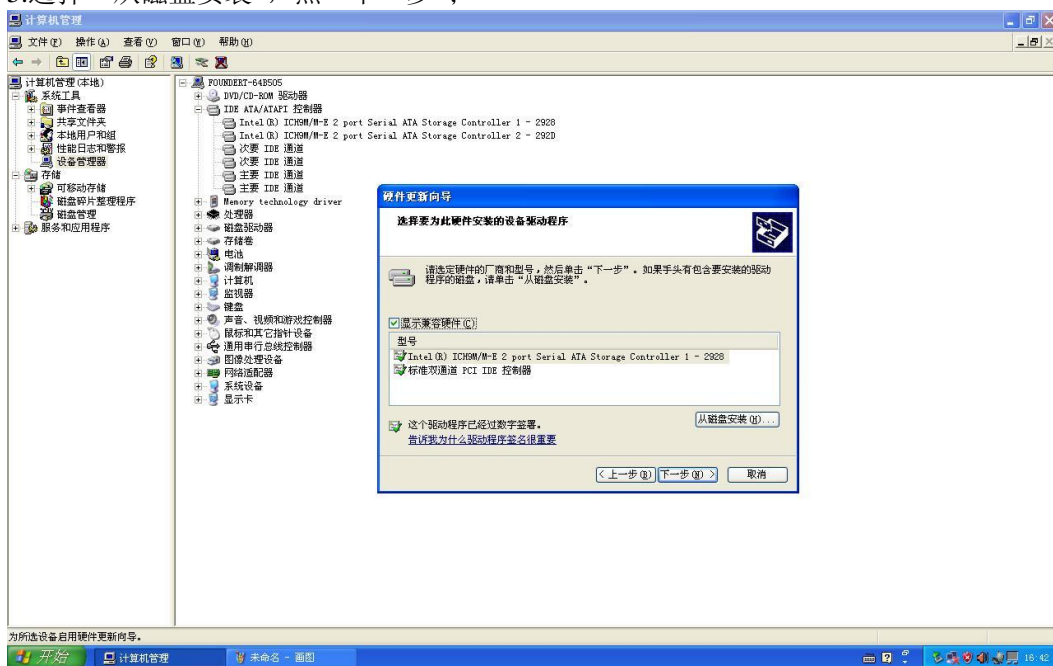 计算机管理
文件(F) 操作(A) 查看(V) 窗口(W) 帮助(H)
计算机管理(本地)
系统工具
事件查看器
共享文件夹
本地用户和组
性能日志和警报
设备管理器
存储
可移动存储
磁盘碎片整理程序
磁盘管理
服务和应用程序
FOUNDERT-64B505
DVD/CD-ROM 驱动器
IDE ATA/ATAPI 控制器
Intel(R) ICH9M/M-E 2 port Serial ATA Storage Controller 1 - 2928
Intel(R) ICH9M/M-E 2 port Serial ATA Storage Controller 2 - 292D
次要 IDE 通道
次要 IDE 通道
主要 IDE 通道
主要 IDE 通道
Memory technology driver
处理器
磁盘驱动器
存储卷
电池
调制解调器
计算机
监视器
键盘
声音、视频和游戏控制器
鼠标和其它指针设备
通用串行总线控制器
图像处理设备
网络适配器
系统设备
显示卡
硬件更新向导
选择要为此硬件安装的设备驱动程序
请选定硬件的厂商和型号，然后单击“下一步”。如果手头有包含要安装的驱动
程序的磁盘，请单击“从磁盘安装”。
显示兼容硬件(C)
型号
Intel(R) ICH9M/M-E 2 port Serial ATA Storage Controller 1 - 2928
标准双通道 PCI IDE 控制器
从磁盘安装(H)...
这个驱动程序已经过数字签署。
告诉我为什么驱动程序签名很重要
< 上一步(B) 下一步(N) > 取消
为所选设备启用硬件更新向导。
开始 计算机管理 未命名 - 画图 16:42